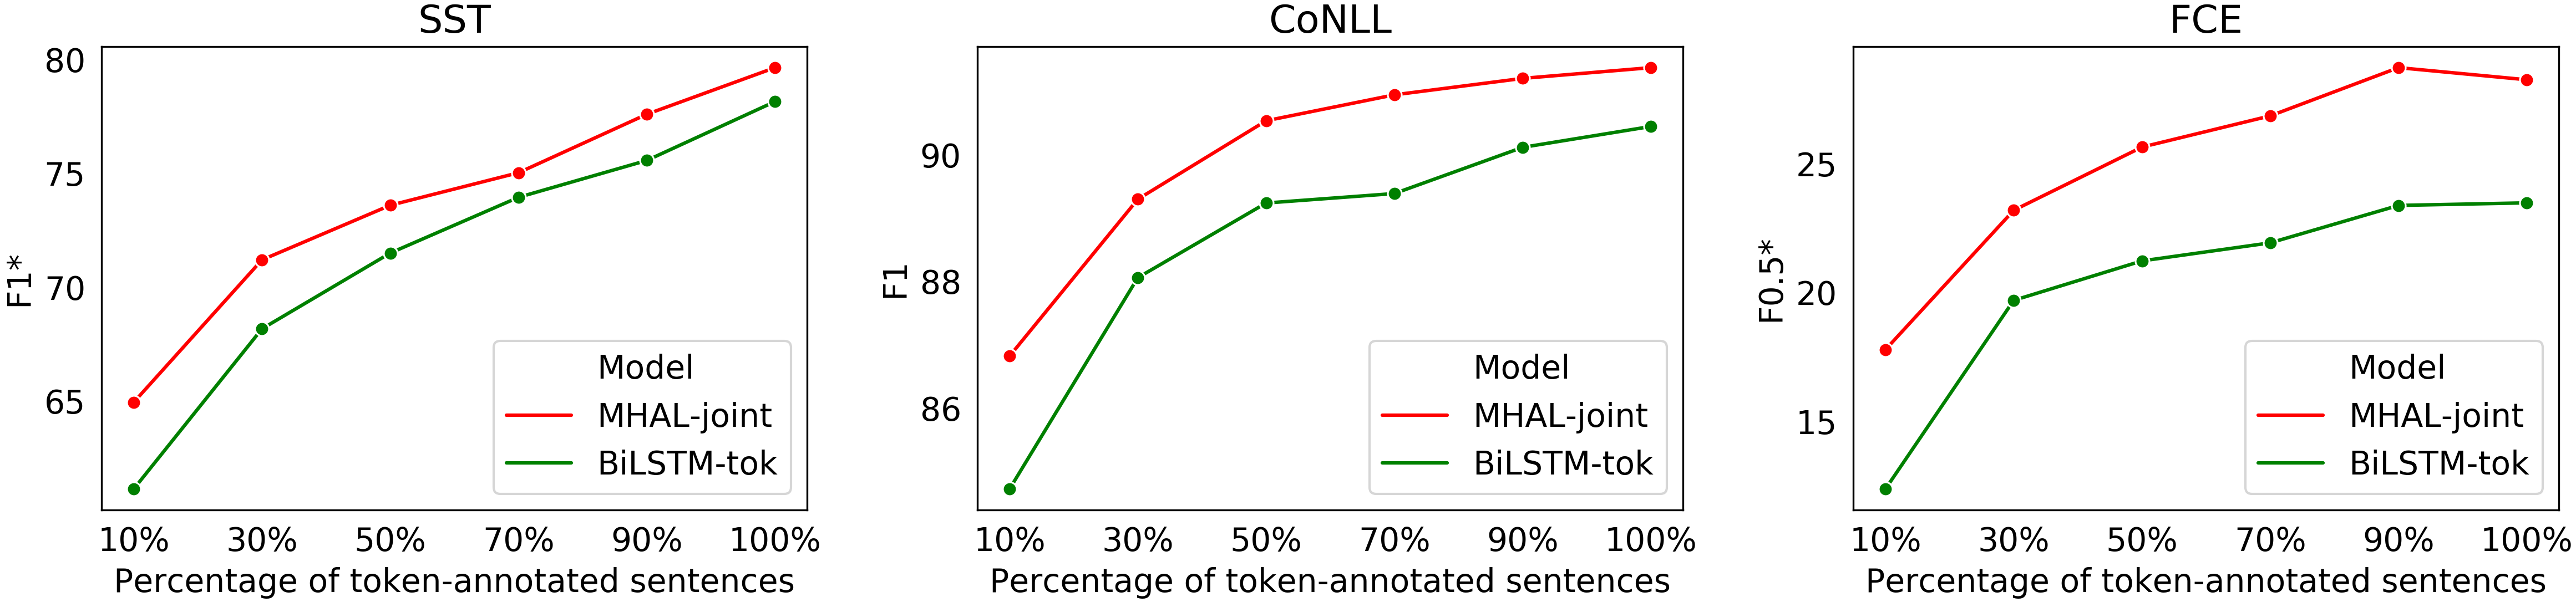 SST
80
75
70
65
F1*
Model
MHAL-joint
BiLSTM-tok
10% 30% 50% 70% 90% 100%
Percentage of token-annotated sentences
CoNLL
90
88
86
F1
Model
MHAL-joint
BiLSTM-tok
10% 30% 50% 70% 90% 100%
Percentage of token-annotated sentences
FCE
25
20
15
F0.5*
Model
MHAL-joint
BiLSTM-tok
10% 30% 50% 70% 90% 100%
Percentage of token-annotated sentences